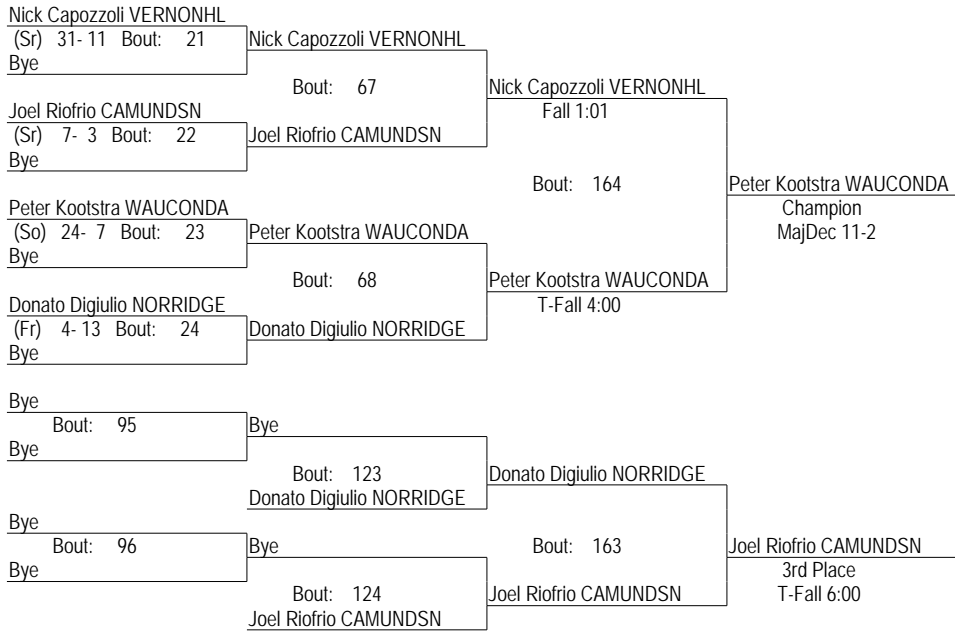 Nick Capozzoli VERNONHL
(Sr) 31- 11 Bout: 21
Nick Capozzoli VERNONHL
Bye
Bout: 67
Nick Capozzoli VERNONHL
Fall 1:01
Joel Riofrio CAMUNDSN
(Sr) 7- 3 Bout: 22
Joel Riofrio CAMUNDSN
Bye
Bout: 164
Peter Kootstra WAUCONDA
Champion
MajDec 11-2
Peter Kootstra WAUCONDA
(So) 24- 7 Bout: 23
Peter Kootstra WAUCONDA
Bye
Bout: 68
Peter Kootstra WAUCONDA
T-Fall 4:00
Donato Digiulio NORRIDGE
(Fr) 4- 13 Bout: 24
Donato Digiulio NORRIDGE
Bye
Bye
Bout: 95
Bye
Bye
Bout: 123
Donato Digiulio NORRIDGE
Donato Digiulio NORRIDGE
Bye
Bout: 96
Bye
Bye
Bout: 163
Joel Riofrio CAMUNDSN
3rd Place
T-Fall 6:00
Bout: 124
Joel Riofrio CAMUNDSN
Joel Riofrio CAMUNDSN